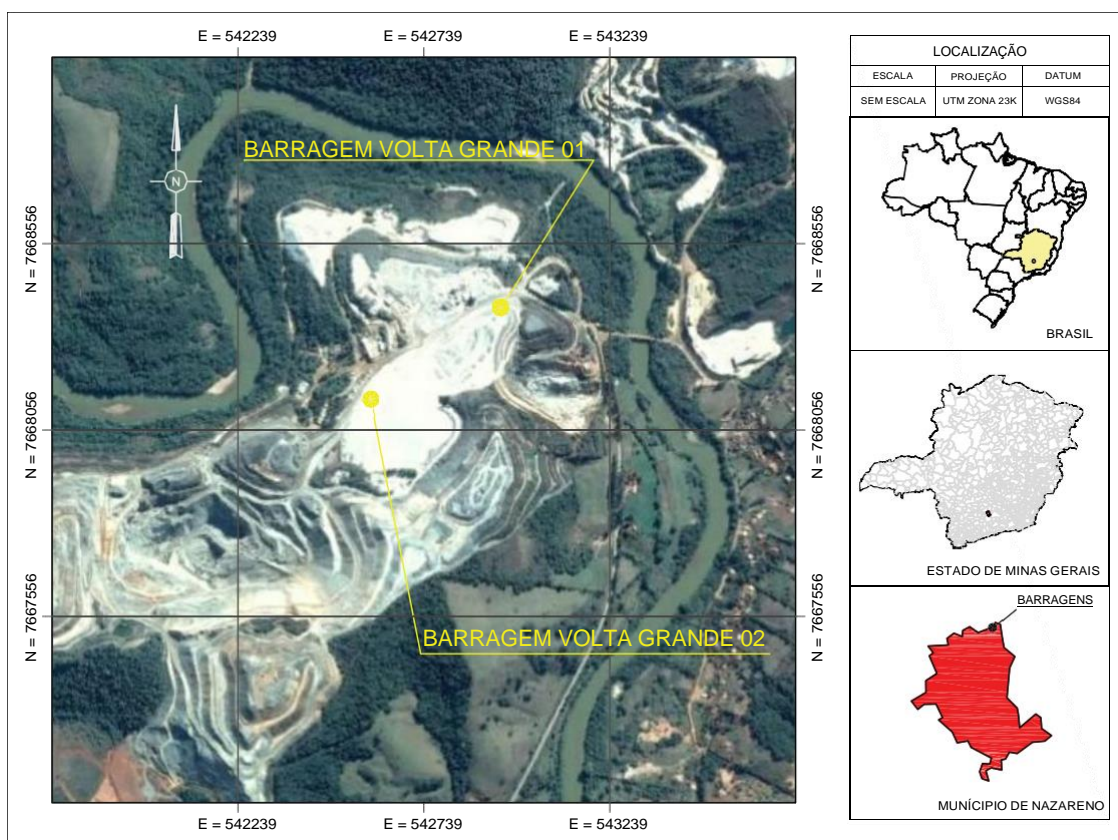 E = 542239
E = 542739
E = 543239
BARRAGEM VOLTA GRANDE 01
N
N = 7668556
N = 7668556
N = 7668056
N = 7668056
N = 7667556
N = 7667556
BARRAGEM VOLTA GRANDE 02
E = 542239
E = 542739
E = 543239
LOCALIZAÇÃO
ESCALA PROJEÇÃO DATUM
SEM ESCALA UTM ZONA 23K WGS84
BRASIL
ESTADO DE MINAS GERAIS
BARRAGENS
MUNÍCIPIO DE NAZARENO